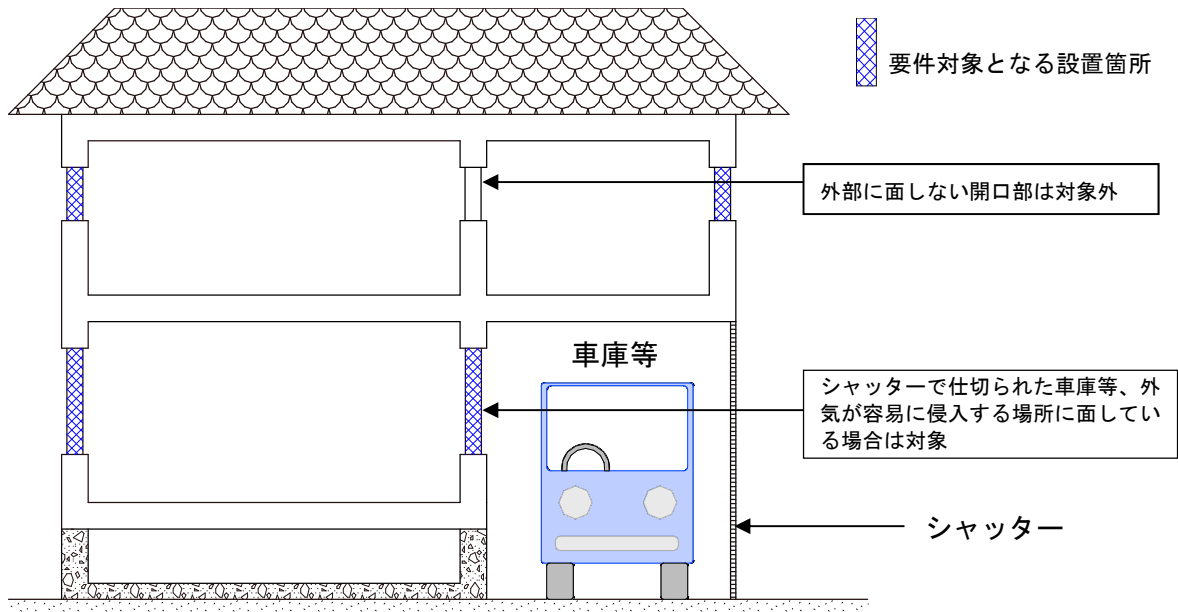 要件対象となる設置箇所
外部に面しない開口部は対象外
車庫等
シャッターで仕切られた車庫等、外
気が容易に侵入する場所に面してい
る場合は対象
シャッター